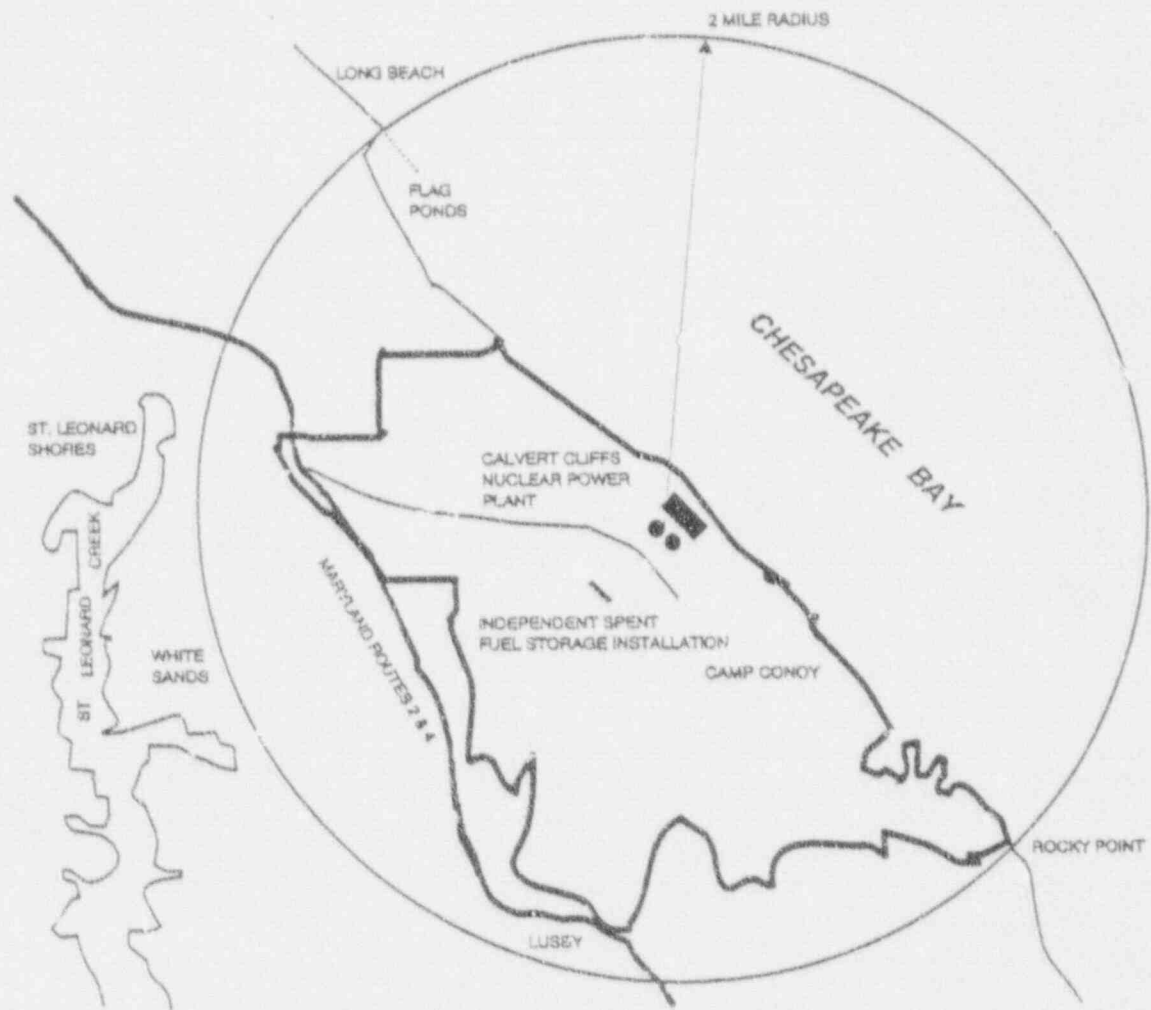 2 MILE RADIUS
LONG BEACH
FLAG
PONDS
CHESAPEAKE BAY
ST. LEONARD
SHORES
CALVERT CLIFFS
NUCLEAR POWER
PLANT
ST LEONARD CREEK
MARYLAND ROUTES 2 & 4
INDEPENDENT SPENT
FUEL STORAGE INSTALLATION
WHITE
SANDS
CAMP CONOY
ROCKY POINT
LUSBY